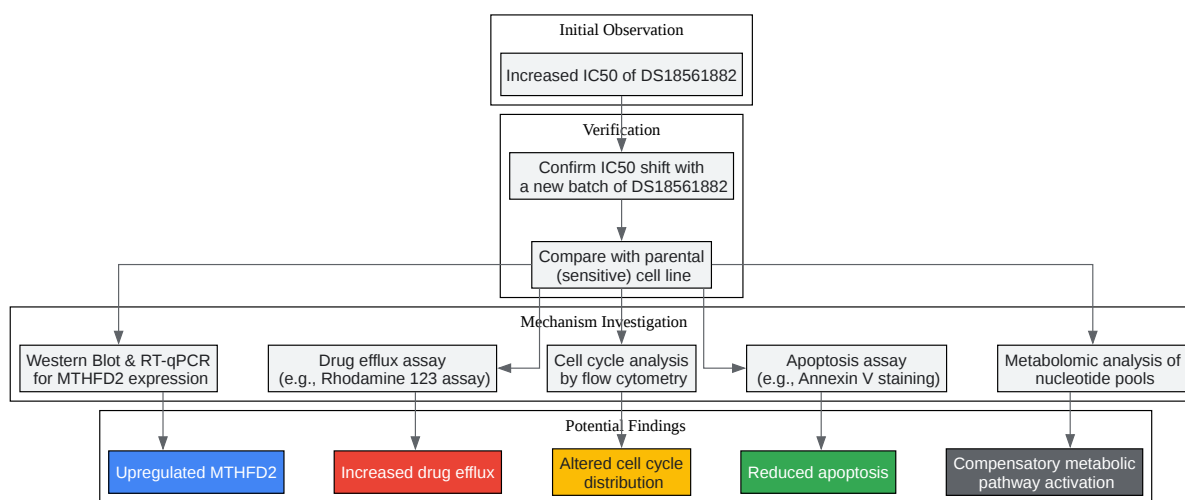 Initial Observation
Increased IC50 of DS18561882
Verification
Confirm IC50 shift with
a new batch of DS18561882
Compare with parental
(sensitive) cell line
Mechanism Investigation
Western Blot & RT-qPCR
for MTHFD2 expression
Drug efflux assay
(e.g., Rhodamine 123 assay)
Cell cycle analysis
by flow cytometry
Apoptosis assay
(e.g., Annexin V staining)
Metabolomic analysis of
nucleotide pools
Potential Findings
Upregulated MTHFD2
Increased drug efflux
Altered cell cycle
distribution
Reduced apoptosis
Compensatory metabolic
pathway activation